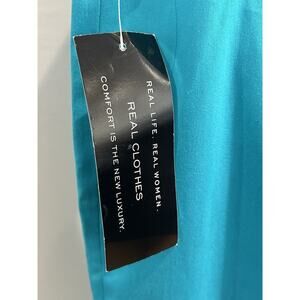 REAL LIFE. REAL WOMEN.
REAL CLOTHES
COMFORT IS THE NEW LUXURY.